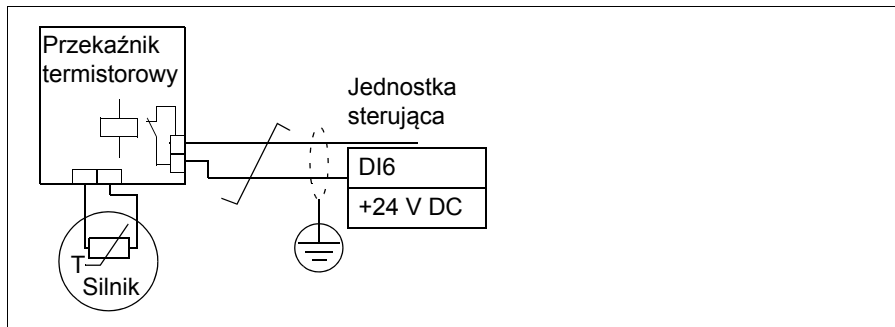 Przekaźnik
termistorowy
Jednostka
sterująca
DI6
+24 V DC
T
Silnik